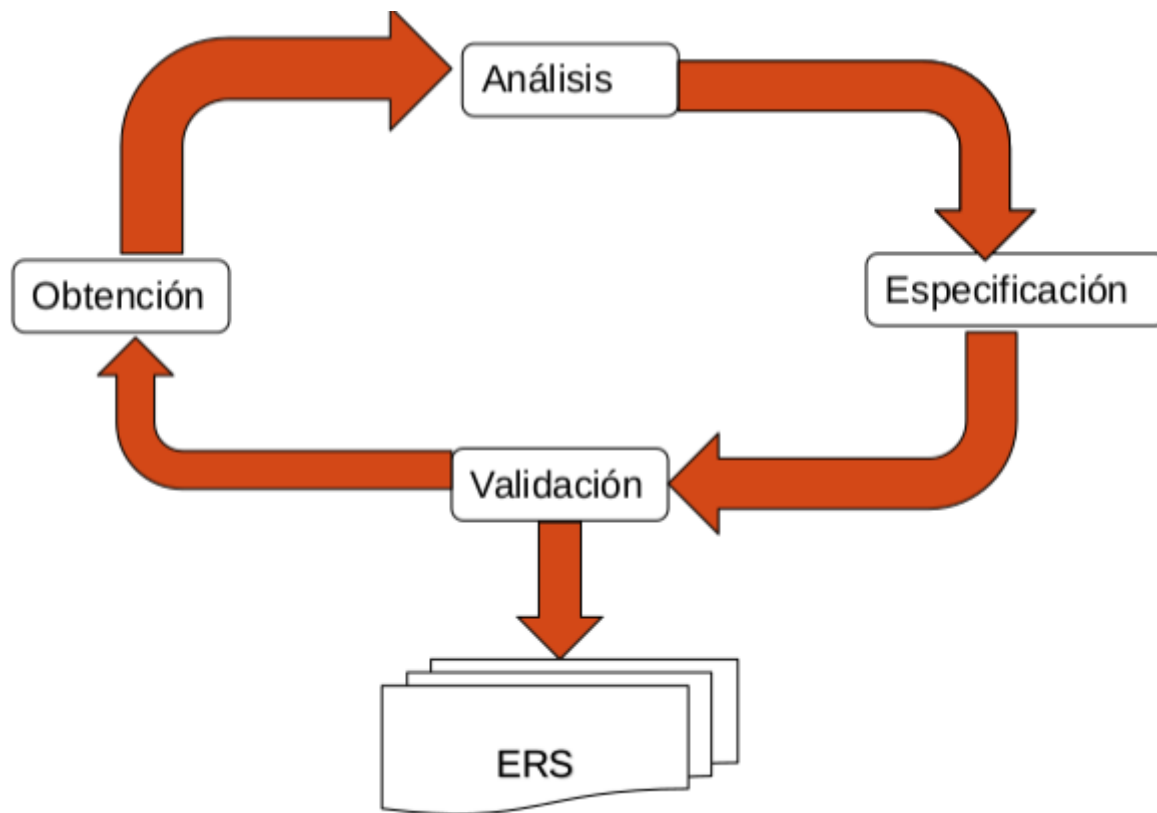 Análisis
Obtención
Especificación
Validación
ERS